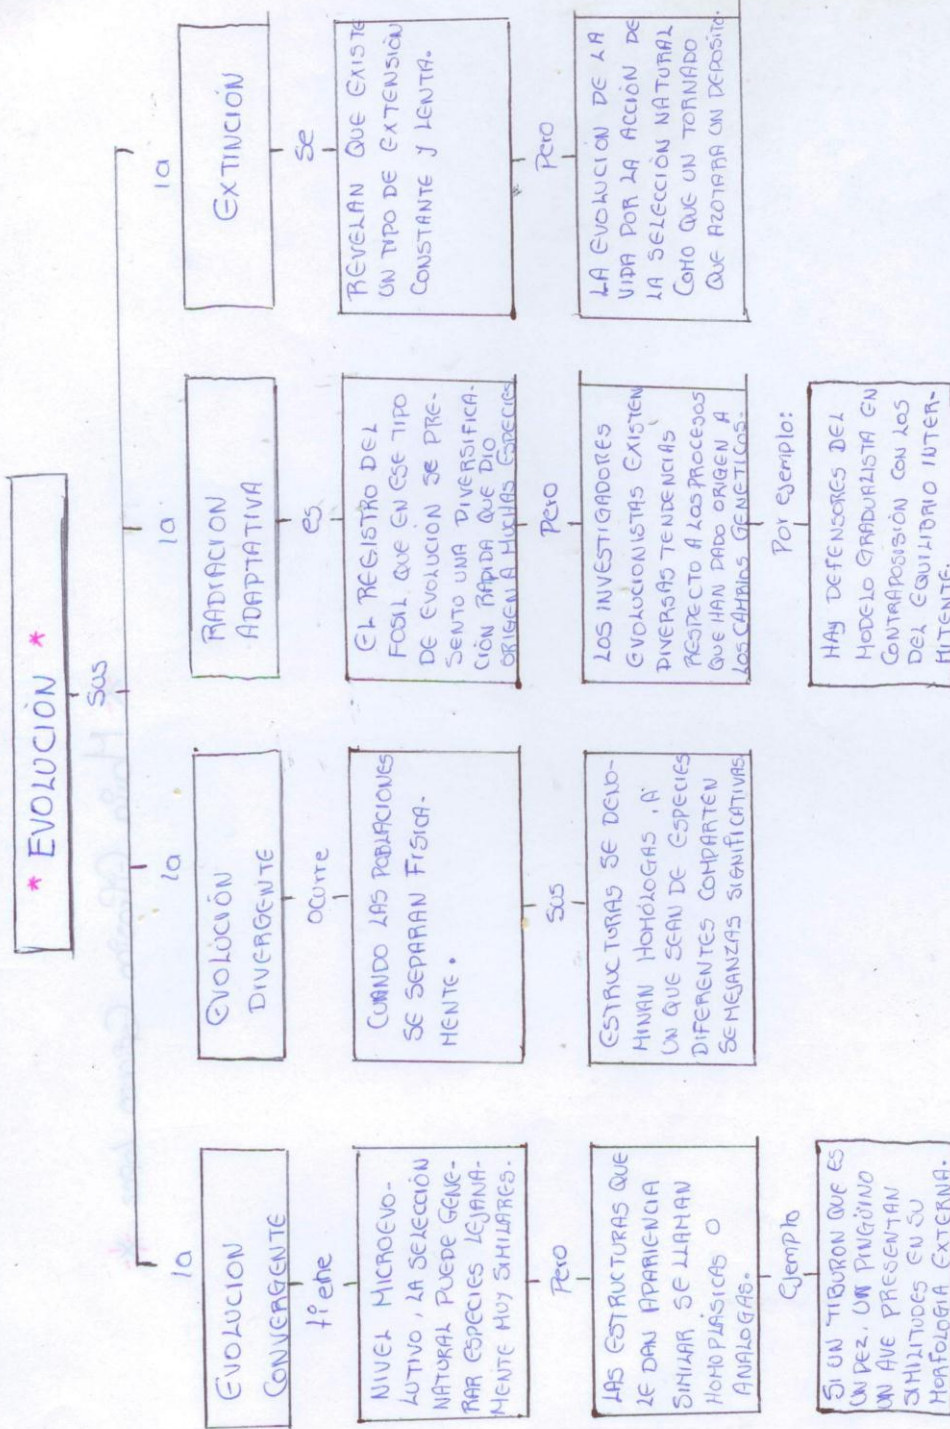 * EVOLUCIÓN *
sus
la
EVOLUCION
CONVERGENTE
tiene
NIVEL MICROEVO-
LUTIVO, LA SELECCIÓN
NATURAL PUEDE GENE-
RAR ESPECIES LEJANA-
MENTE MUY SIMILARES.
Pero
LAS ESTRUCTURAS QUE
LE DAN APARIENCIA
SIMILAR SE LLAMAN
HOMOPLÁSICAS O
ANALOGAS.
Ejemplo
SI UN TIBURON QUE ES
UN PEZ, UN PINGÜINO
UN AVE PRESENTAN
SIMILITUDES EN SU
MORFOLOGIA EXTERNA.
la
EVOLUCIÓN
DIVERGENTE
ocurre
CUANDO LAS POBLACIONES
SE SEPARAN FISICA-
MENTE.
sus
ESTRUCTURAS SE DENO-
MINAN HOMÓLOGAS, A
UN QUE SEAN DE ESPECIES
DIFERENTES COMPARTEN
SEMEJANZAS SIGNIFICATIVAS.
la
RADIACION
ADAPTATIVA
es
EL REGISTRO DEL
FOSIL QUE EN ESE TIPO
DE EVOLUCIÓN SE PRE-
SENTO UNA DIVERSIFICA-
CIÓN RAPIDA QUE DIO
ORIGEN A MUCHAS ESPECIES
Pero
LOS INVESTIGADORES
EVOLUCIONISTAS EXISTEN
DIVERSAS TENDENCIAS
RESPECTO A LOS PROCESOS
QUE HAN DADO ORIGEN A
LOS CAMBIOS GENETICOS.
Por ejemplo:
HAY DEFENSORES DEL
MODELO GRADUALISTA EN
CONTRAPOSISIÓN CON LOS
DEL EQUILIBRIO INTER-
MITENTE.
la
EXTINCIÓN
se
REVELAN QUE EXISTE
UN TIPO DE EXTENSIÓN
CONSTANTE Y LENTA.
Pero
LA EVOLUCION DE LA
VIDA POR LA ACCIÓN DE
LA SELECCIÓN NATURAL
COMO QUE UN TORNADO
QUE AZOTARA UN DEPOSITO.